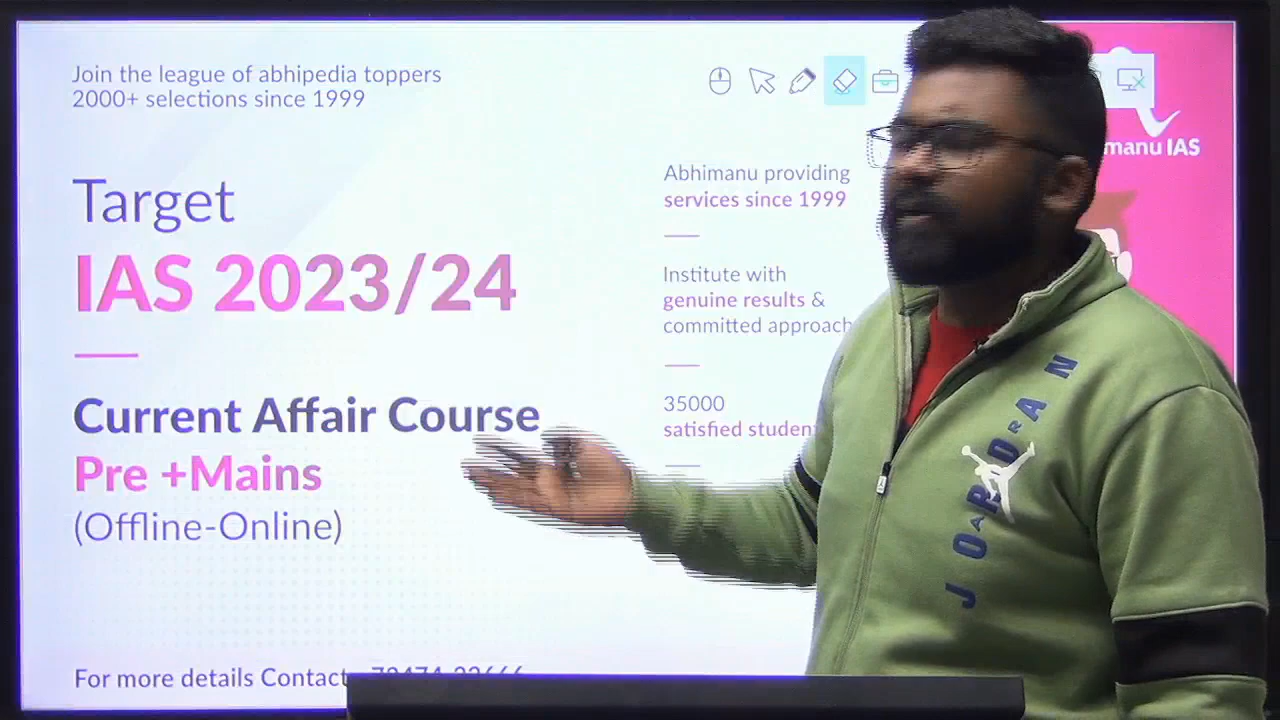 Join the league of abhipedia toppers
2000+ selections since 1999
Target
IAS 2023/24
Current Affair Course
Pre +Mains
(Offline-Online)
For more details Contact
Abhimanu providing
services since 1999
Institute with
genuine results &
committed approach
35000
satisfied studen
manu IAS
JORDAN